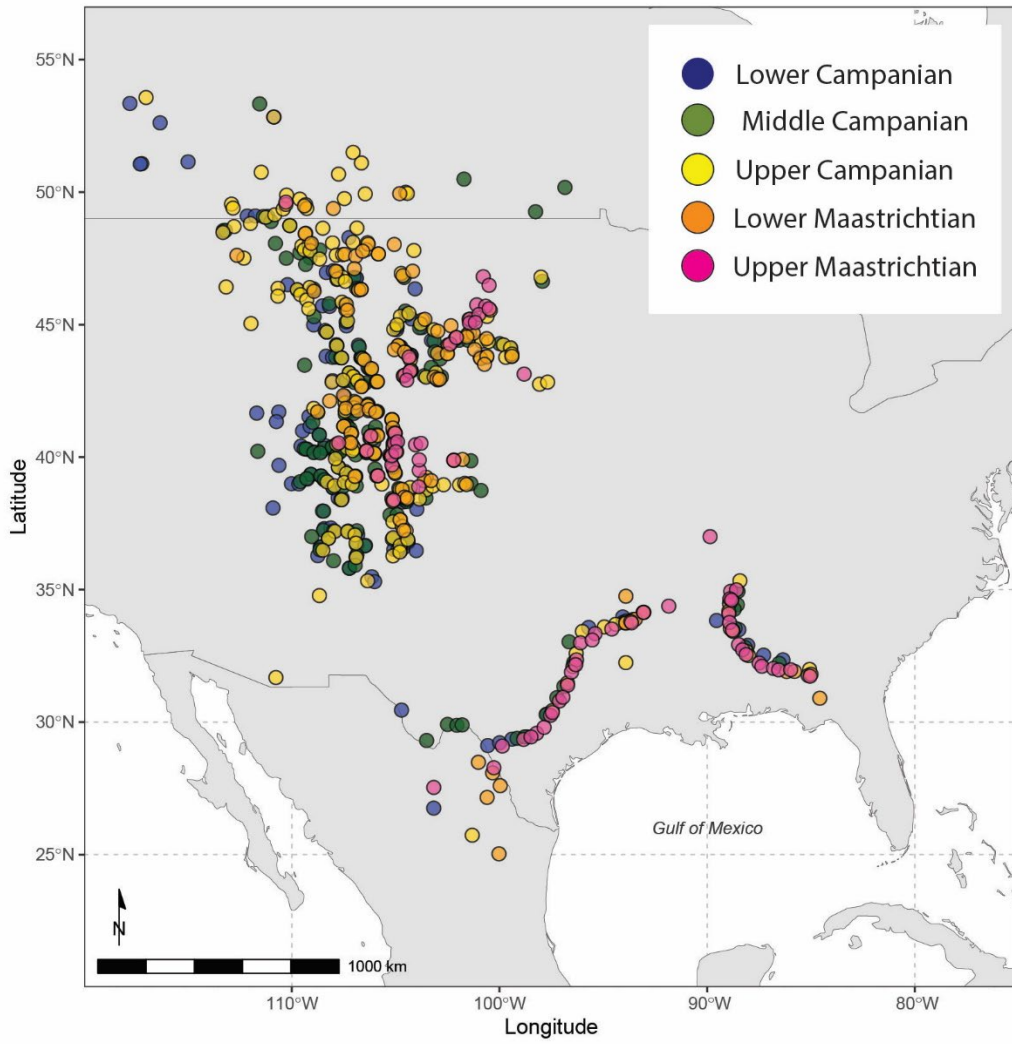 Lower Campanian
Middle Campanian
Upper Campanian
Lower Maastrichtian
Upper Maastrichtian
55°N
50°N
45°N
40°N
35°N
30°N
25°N
Latitude
Gulf of Mexico
N
1000 km
110°W
100°W
90°W
80°W
Longitude